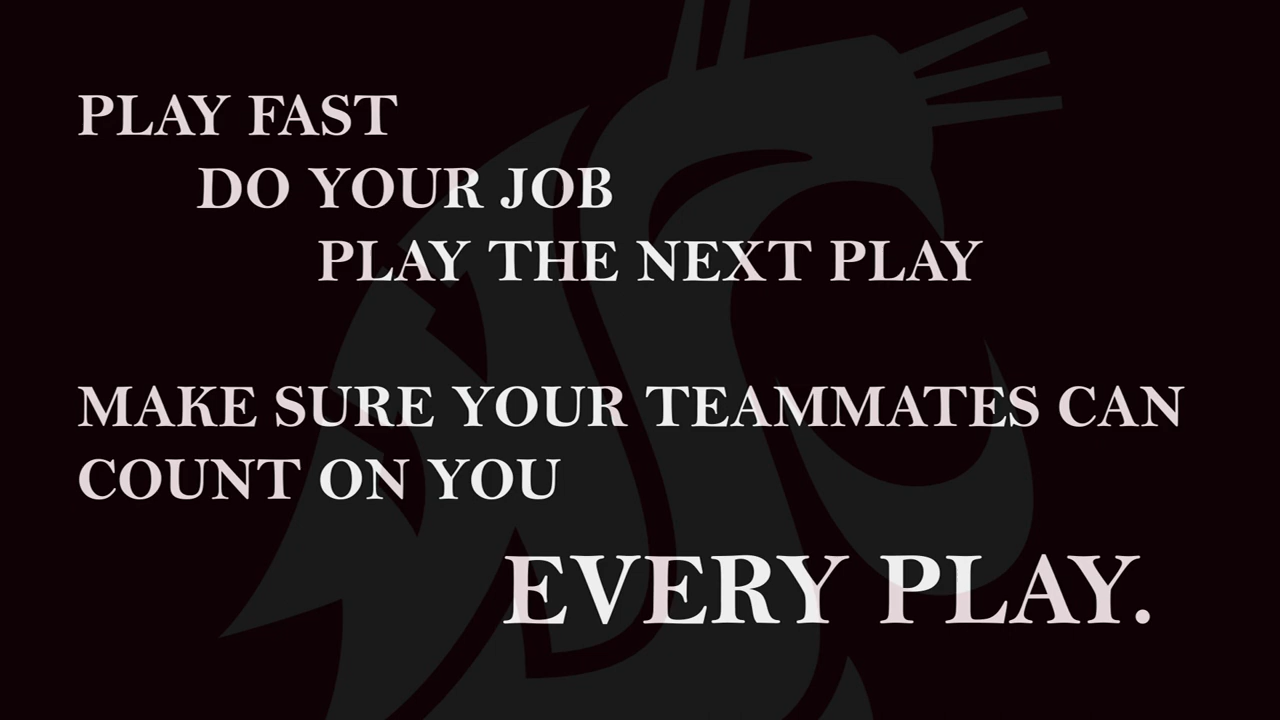 PLAY FAST
DO YOUR JOB
PLAY THE NEXT PLAY
MAKE SURE YOUR TEAMMATES CAN
COUNT ON YOU
EVERY PLAY.